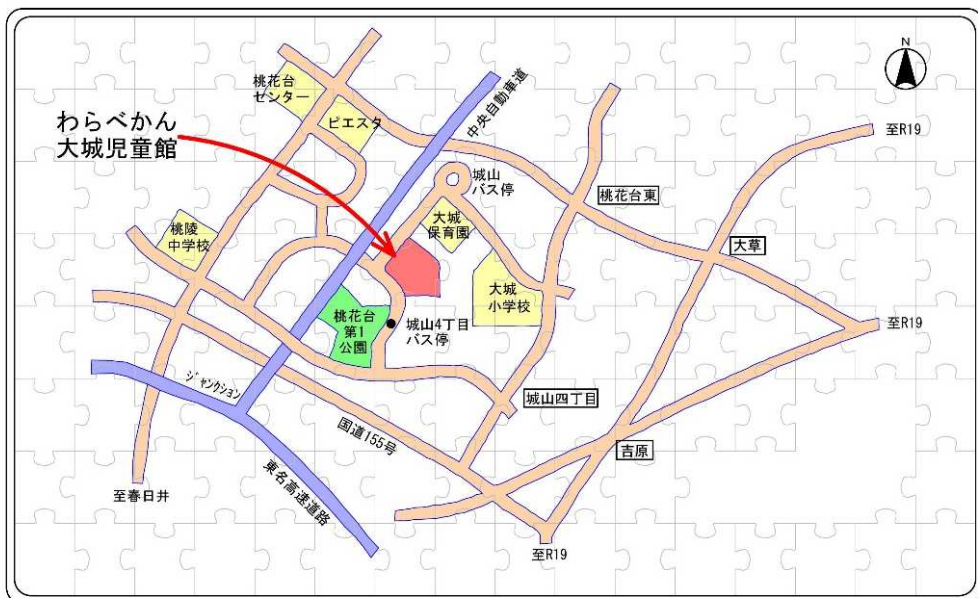 N
桃花台
センター
ピエスタ
中央自動車道
わらべかん
大城児童館
至R19
城山
バス停
桃花台東
大城
保育園
桃陵
中学校
大草
大城
小学校
桃花台
第1
公園
城山4丁目
バス停
至R19
ジャンクション
城山四丁目
国道155号
吉原
東名高速道路
至春日井
至R19